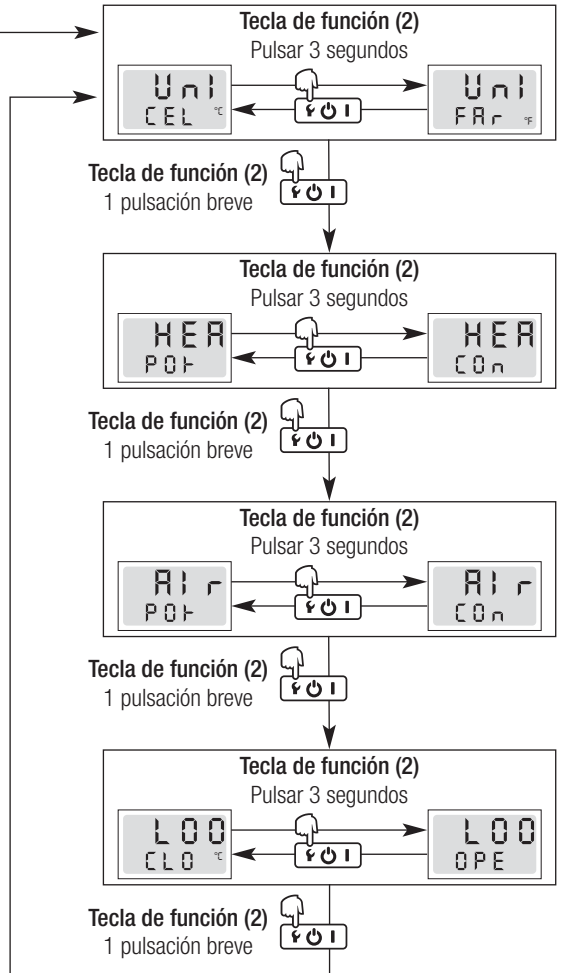 Tecla de función (2)
Pulsar 3 segundos
Un! Un!
CEL °C FAr °F
Tecla de función (2)
1 pulsación breve
Tecla de función (2)
Pulsar 3 segundos
HEA HEA
POt COn
Tecla de función (2)
1 pulsación breve
Tecla de función (2)
Pulsar 3 segundos
AIr AIr
POt COn
Tecla de función (2)
1 pulsación breve
Tecla de función (2)
Pulsar 3 segundos
LOO LOO
CLO °C OPE
Tecla de función (2)
1 pulsación breve